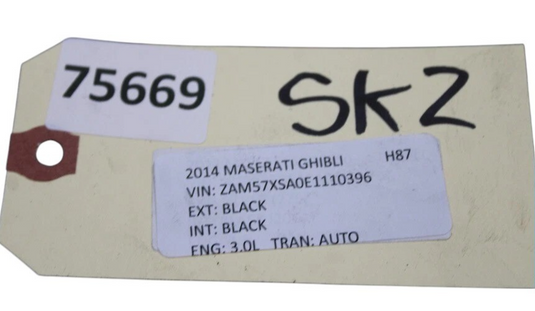 75669
SK2
2014 MASERATI GHIBLI H87
VIN: ZAM57XSA0E1110396
EXT: BLACK
INT: BLACK
ENG: 3.0L TRAN: AUTO